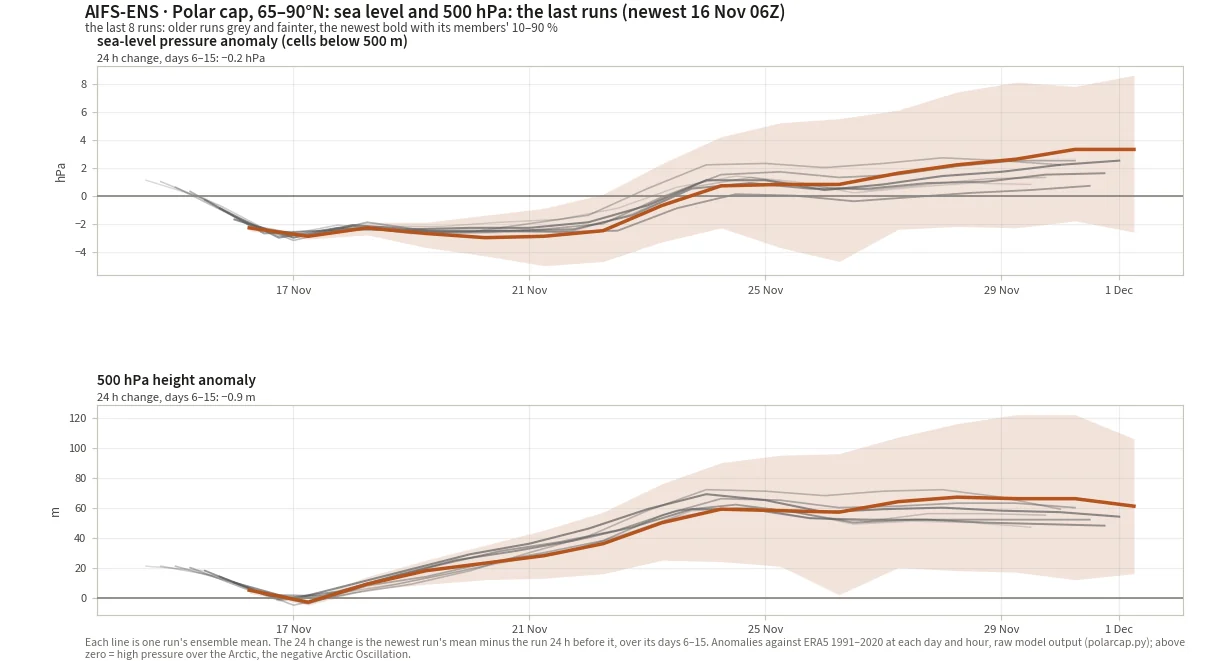 AIFS-ENS · Polar cap, 65–90°N: sea level and 500 hPa: the last runs (newest 16 Nov 06Z)
the last 8 runs: older runs grey and fainter, the newest bold with its members' 10–90 %
sea-level pressure anomaly (cells below 500 m)
24 h change, days 6–15: −0.2 hPa
8
6
4
2
0
−2
−4
hPa
17 Nov
21 Nov
25 Nov
29 Nov
1 Dec
500 hPa height anomaly
24 h change, days 6–15: −0.9 m
120
100
80
60
40
20
0
m
17 Nov
21 Nov
25 Nov
29 Nov
1 Dec
Each line is one run's ensemble mean. The 24 h change is the newest run's mean minus the run 24 h before it, over its days 6–15. Anomalies against ERA5 1991–2020 at each day and hour, raw model output (polarcap.py); above
zero = high pressure over the Arctic, the negative Arctic Oscillation.